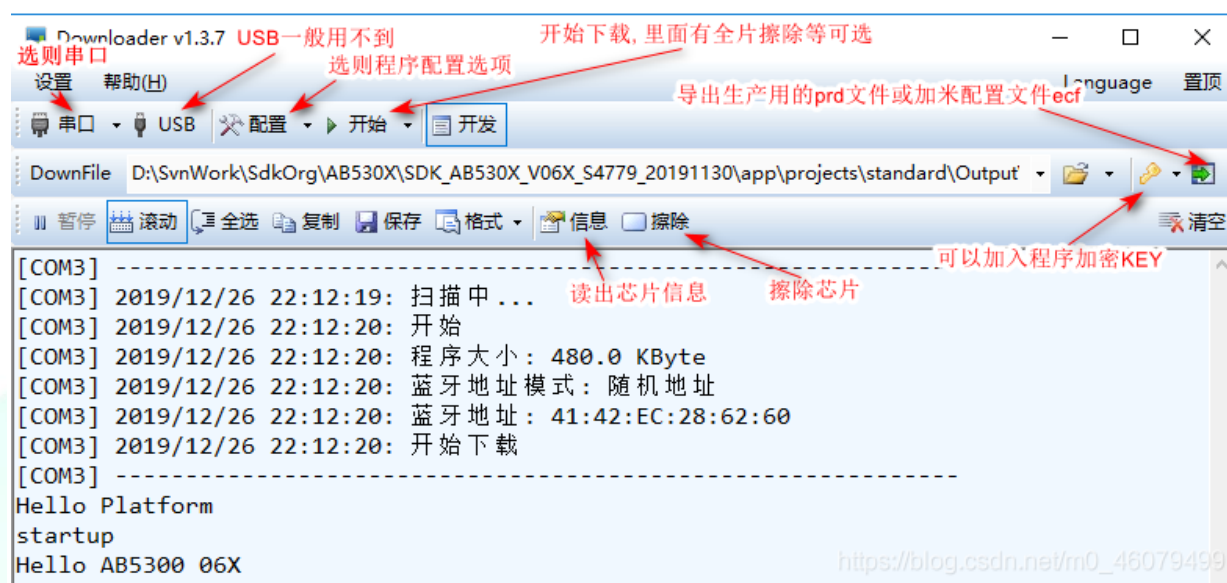 Downloader v1.3.7 USB一般用不到 开始下载,里面有全片擦除等可选
选则串口
选则程序配置选项
设置 帮助(H) Language 置顶
导出生产用的prd文件或加米配置文件ecf
串口 USB 配置 开始 开发
DownFile D:\SvnWork\SdkOrg\AB530X\SDK_AB530X_V06X_S4779_20191130\app\projects\standard\Output\
暂停 滚动 全选 复制 保存 格式 信息 擦除 清空
可以加入程序加密KEY
[COM3] ------------------------------------------------------------
读出芯片信息 擦除芯片
[COM3] 2019/12/26 22:12:19: 扫描中...
[COM3] 2019/12/26 22:12:20: 开始
[COM3] 2019/12/26 22:12:20: 程序大小: 480.0 KByte
[COM3] 2019/12/26 22:12:20: 蓝牙地址模式: 随机地址
[COM3] 2019/12/26 22:12:20: 蓝牙地址: 41:42:EC:28:62:60
[COM3] 2019/12/26 22:12:20: 开始下载
[COM3] ------------------------------------------------------------
Hello Platform
startup
Hello AB5300 06X
https://blog.csdn.net/m0_46079499